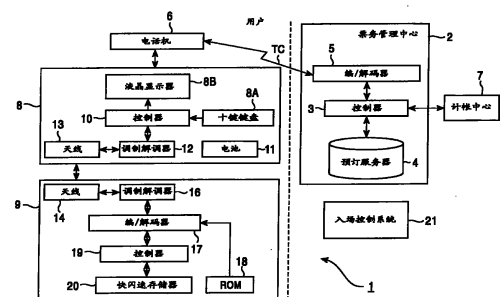 用户
6
电话机
TC
票务管理中心
2
5
编/解码器
3
控制器
预订服务器
4
7
计帐中心
8
液晶显示器
8B
10
控制器
8A
十键键盘
13
天线
调制解调器
12
电池
11
9
天线
14
调制解调器
16
编/解码器
17
19
控制器
20
快闪速存储器
18
ROM
入场控制系统
21
1